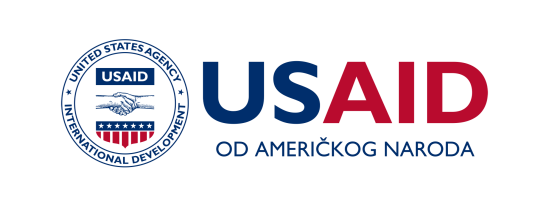 UNITED STATES AGENCY
USAID
INTERNATIONAL DEVELOPMENT
USAID
OD AMERIČKOG NARODA